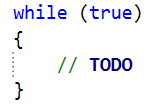 while (true)
{
    // TODO
}